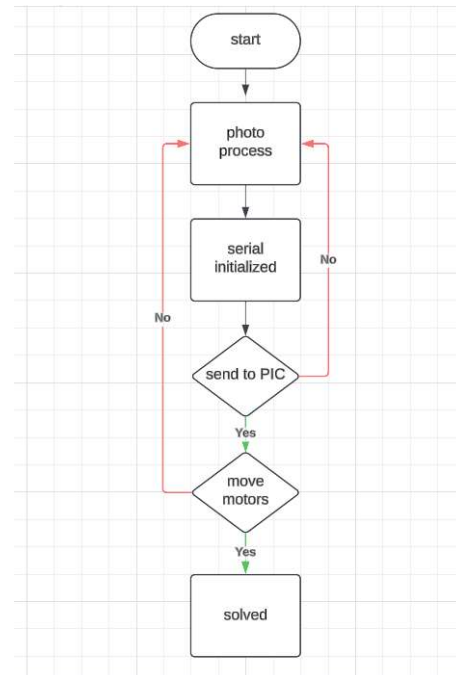 start
photo
process
serial
initialized
No
No
send to PIC
Yes
move
motors
Yes
solved